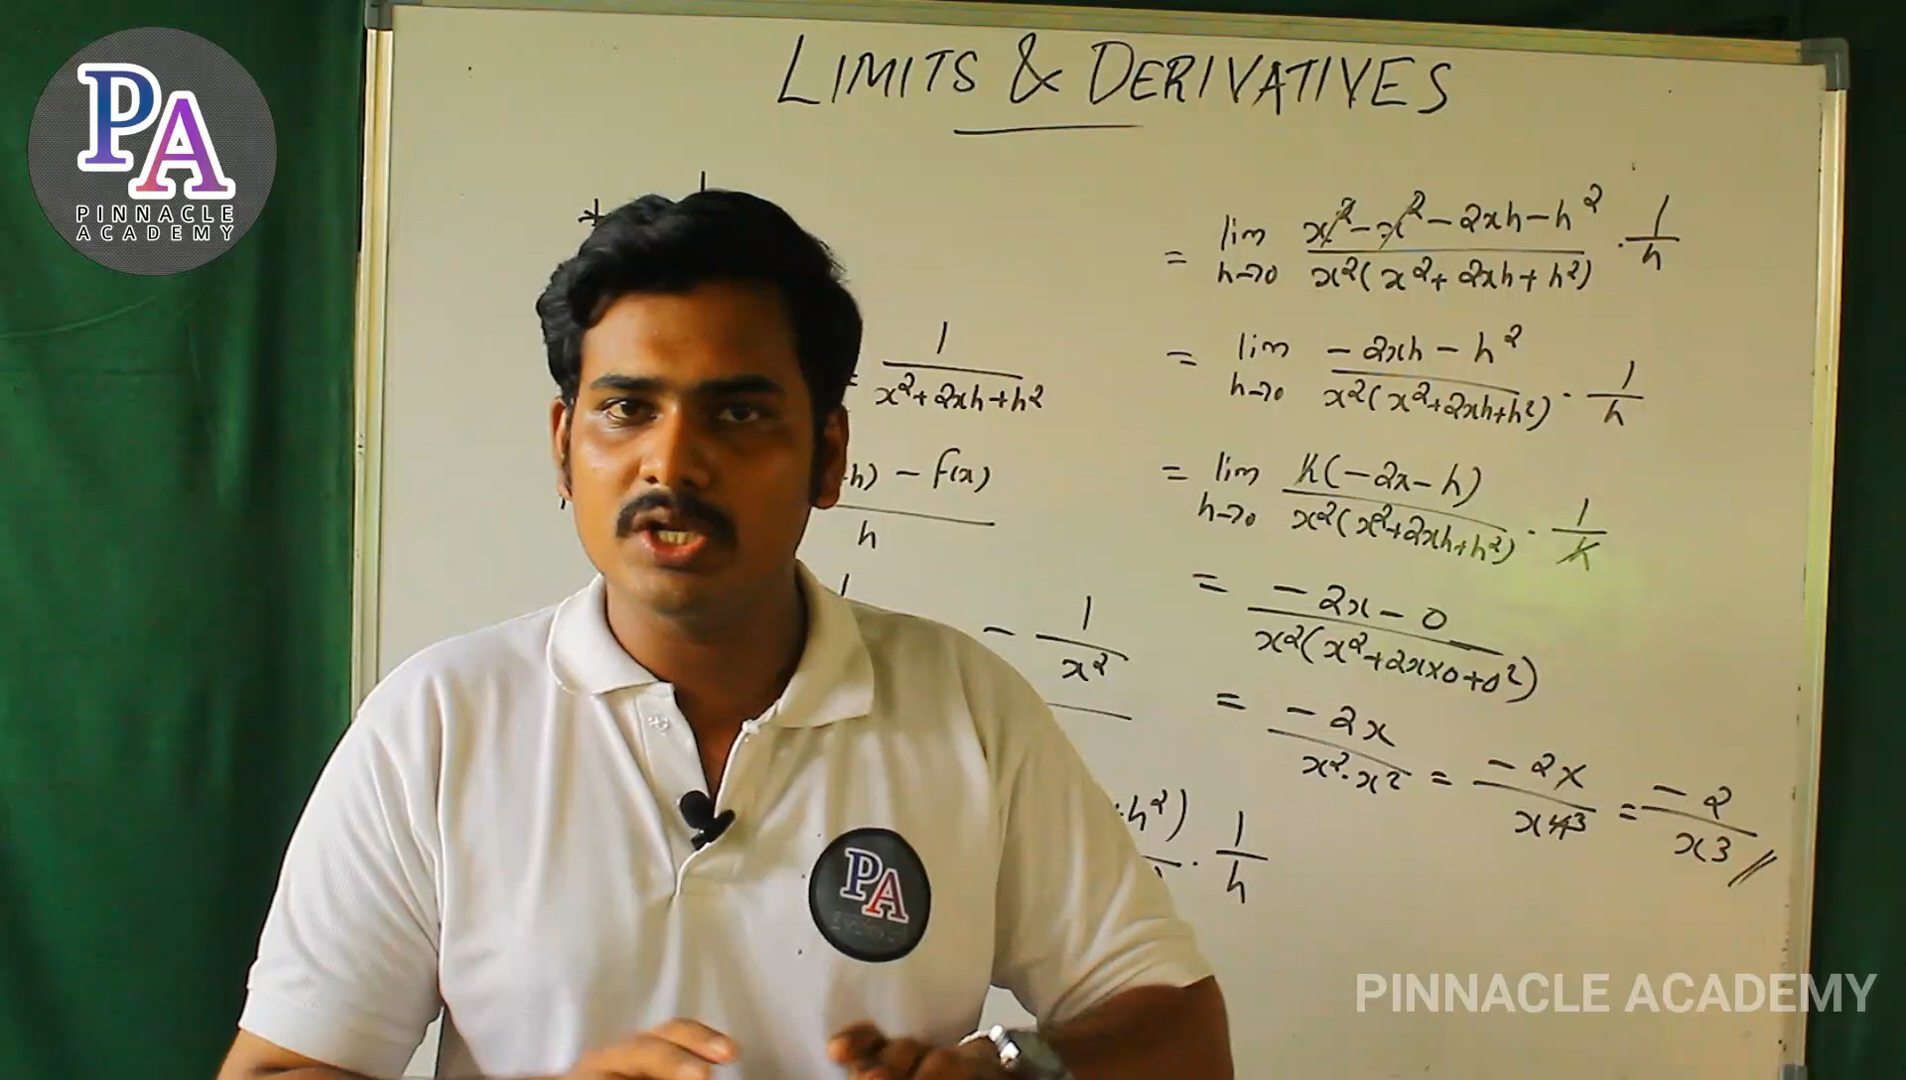 PA
PINNACLE
ACADEMY
LIMITS & DERIVATIVES
= 1 / x²+2xh+h²
h) - f(x) / h
1
- 1 / x²
h²) · 1 / h
= lim h→0 x²-x²-2xh-h² / x²(x²+2xh+h²) · 1 / h
= lim h→0 -2xh-h² / x²(x²+2xh+h²) · 1 / h
= lim h→0 h(-2x-h) / x²(x²+2xh+h²) · 1 / h
= -2x-0 / x²(x²+2x×0+0²)
= -2x / x²·x² = -2x / x⁴³ = -2 / x³ //
PA
PINNACLE ACADEMY